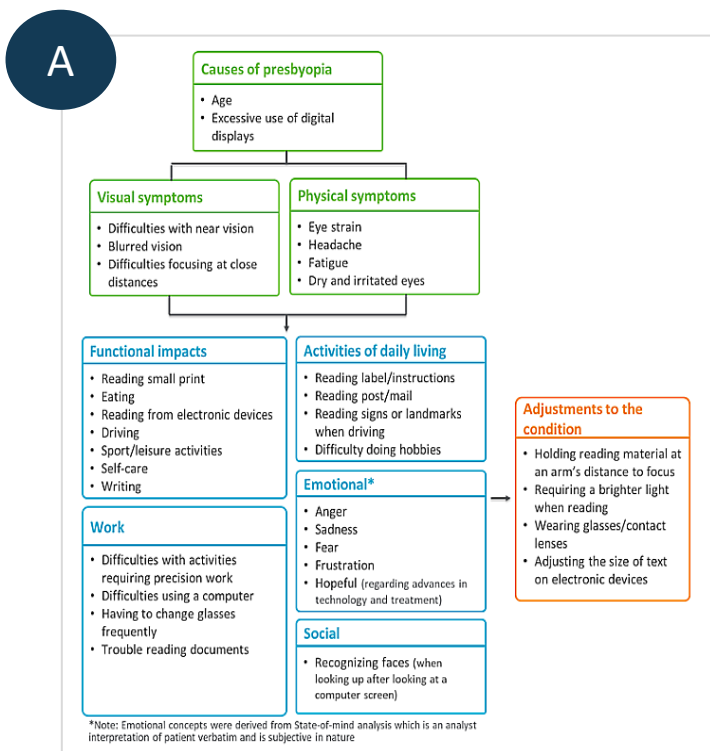 A
Causes of presbyopia
• Age
• Excessive use of digital
displays
Visual symptoms
• Difficulties with near vision
• Blurred vision
• Difficulties focusing at close
distances
Physical symptoms
• Eye strain
• Headache
• Fatigue
• Dry and irritated eyes
Functional impacts
• Reading small print
• Eating
• Reading from electronic devices
• Driving
• Sport/leisure activities
• Self-care
• Writing
Activities of daily living
• Reading label/instructions
• Reading post/mail
• Reading signs or landmarks
when driving
• Difficulty doing hobbies
Work
• Difficulties with activities
requiring precision work
• Difficulties using a computer
• Having to change glasses
frequently
• Trouble reading documents
Emotional*
• Anger
• Sadness
• Fear
• Frustration
• Hopeful (regarding advances in
technology and treatment)
Social
• Recognizing faces (when
looking up after looking at a
computer screen)
Adjustments to the
condition
• Holding reading material at
an arm's distance to focus
• Requiring a brighter light
when reading
• Wearing glasses/contact
lenses
• Adjusting the size of text
on electronic devices
*Note: Emotional concepts were derived from State-of-mind analysis which is an analyst
interpretation of patient verbatim and is subjective in nature